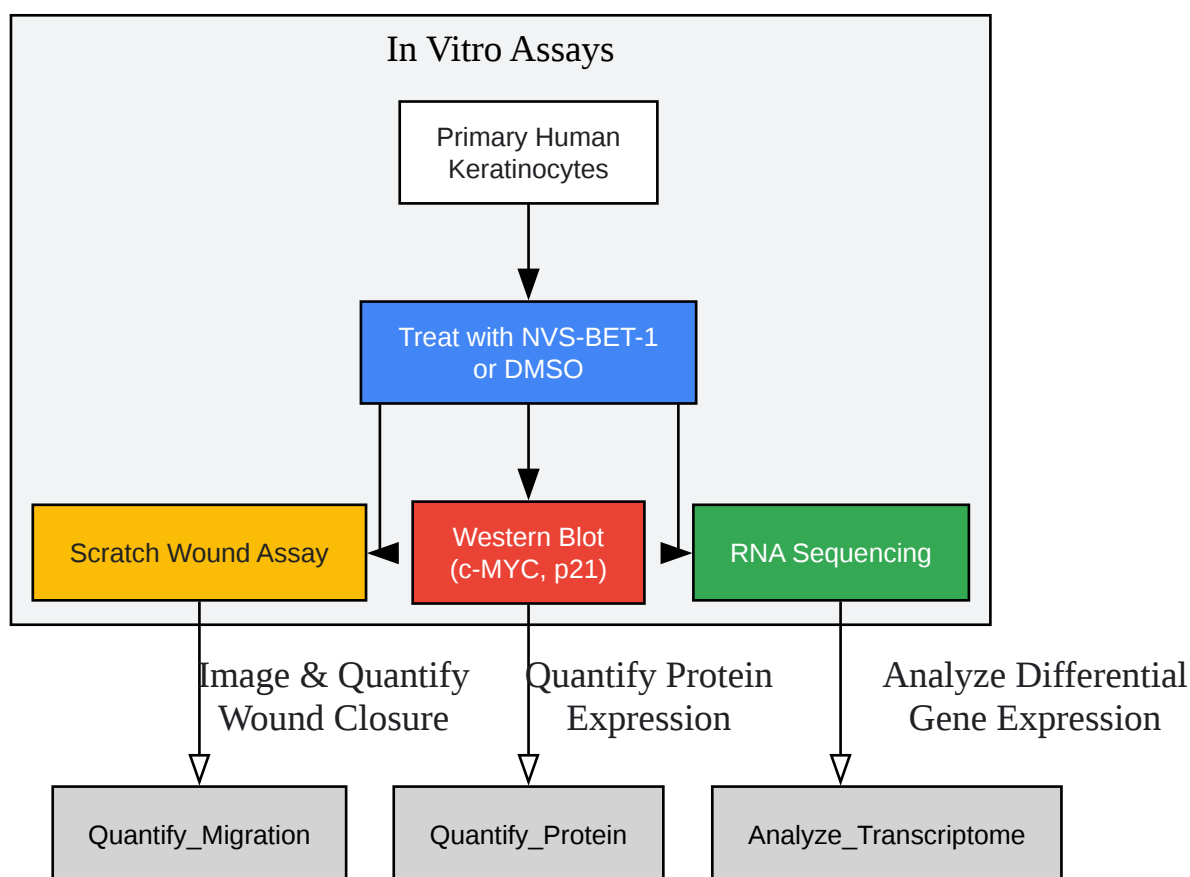 In Vitro Assays
Primary Human
Keratinocytes
Treat with NVS-BET-1
or DMSO
Scratch Wound Assay
Western Blot
(c-MYC, p21)
RNA Sequencing
Image & Quantify
Wound Closure
Quantify Protein
Expression
Analyze Differential
Gene Expression
Quantify_Migration
Quantify_Protein
Analyze_Transcriptome